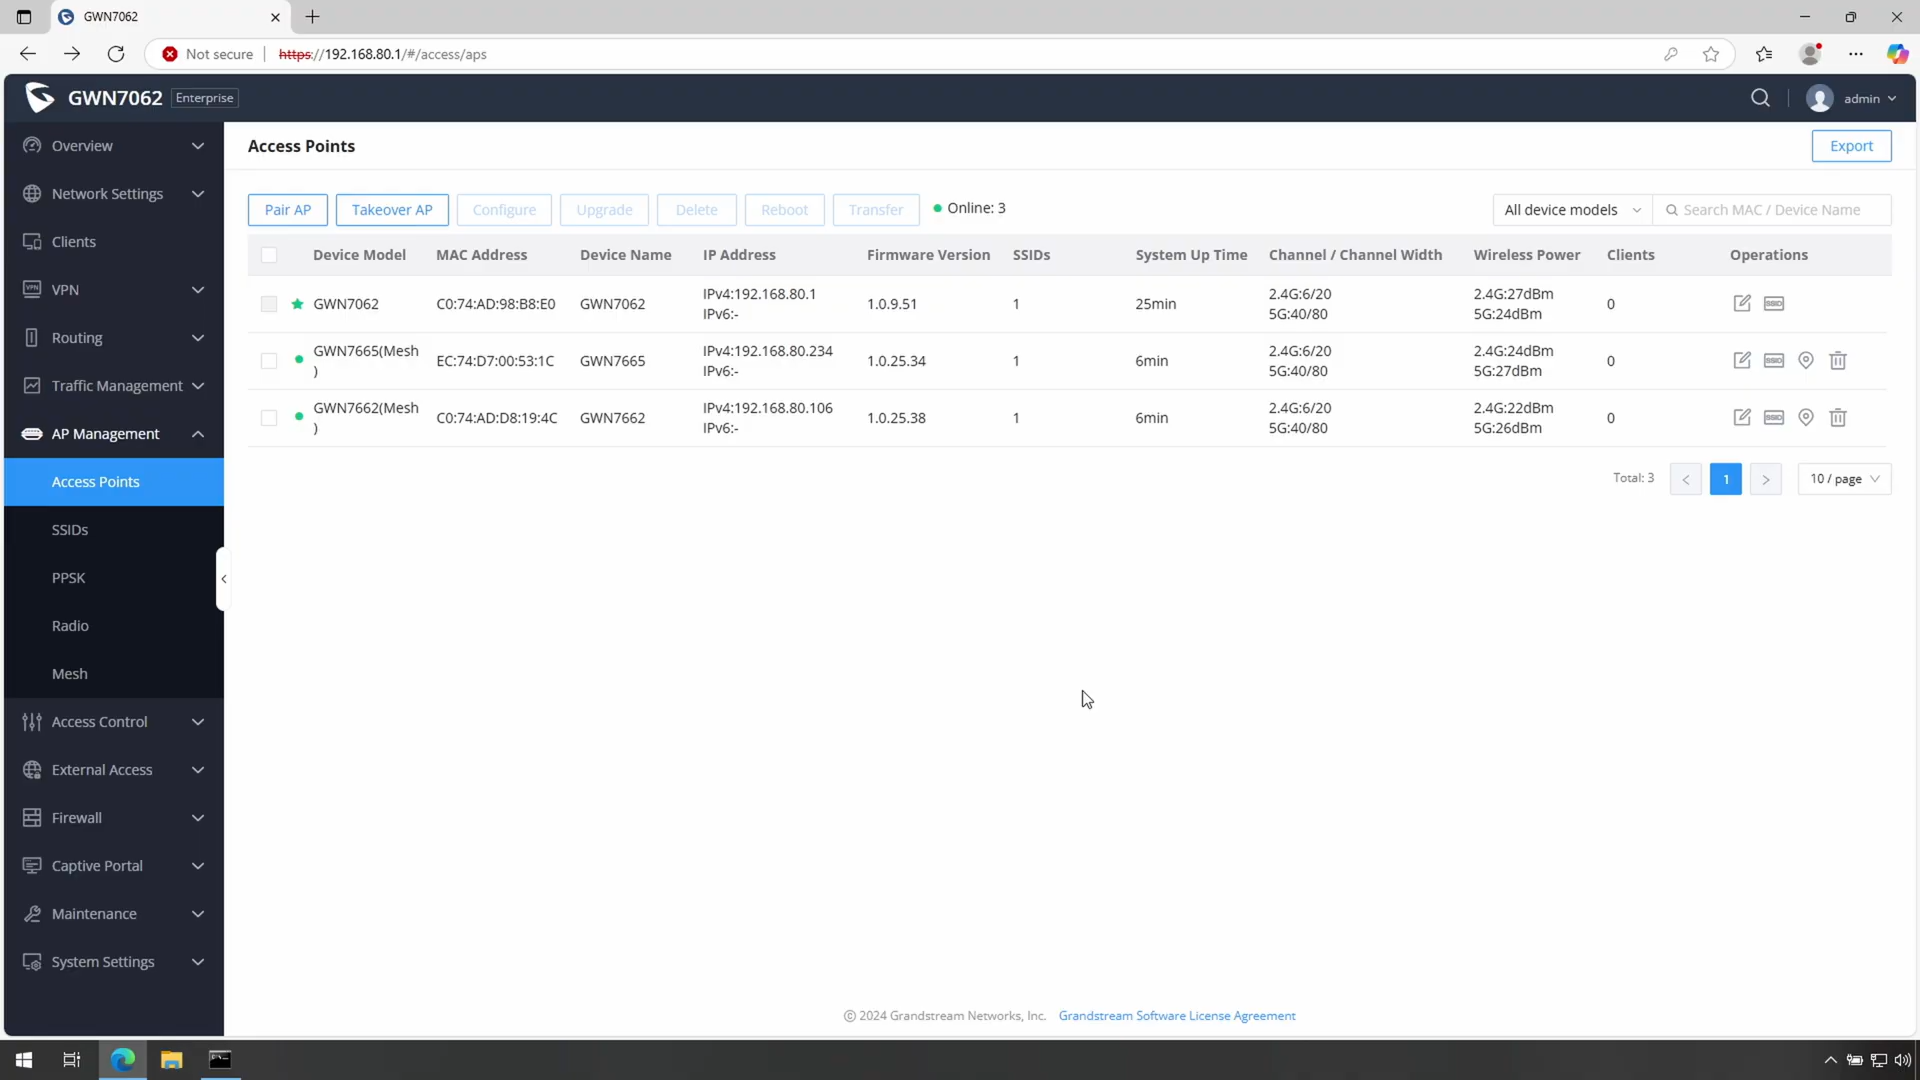 GWN7062
Not secure
https://192.168.80.1/#/access/aps
GWN7062 Enterprise
admin
Overview
Network Settings
Clients
VPN
Routing
Traffic Management
AP Management
Access Points
SSIDs
PPSK
Radio
Mesh
Access Control
External Access
Firewall
Captive Portal
Maintenance
System Settings
Access Points
Export
Pair AP Takeover AP Configure Upgrade Delete Reboot Transfer Online: 3
All device models Search MAC / Device Name
Device Model MAC Address Device Name IP Address Firmware Version SSIDs System Up Time Channel / Channel Width Wireless Power Clients Operations
GWN7062 C0:74:AD:98:B8:E0 GWN7062 IPv4:192.168.80.1 1.0.9.51 1 25min 2.4G:6/20 2.4G:27dBm 0
IPv6:- 5G:40/80 5G:24dBm
GWN7665(Mesh EC:74:D7:00:53:1C GWN7665 IPv4:192.168.80.234 1.0.25.34 1 6min 2.4G:6/20 2.4G:24dBm 0
) IPv6:- 5G:40/80 5G:27dBm
GWN7662(Mesh C0:74:AD:D8:19:4C GWN7662 IPv4:192.168.80.106 1.0.25.38 1 6min 2.4G:6/20 2.4G:22dBm 0
) IPv6:- 5G:40/80 5G:26dBm
Total: 3 < 1 > 10 / page
© 2024 Grandstream Networks, Inc. Grandstream Software License Agreement